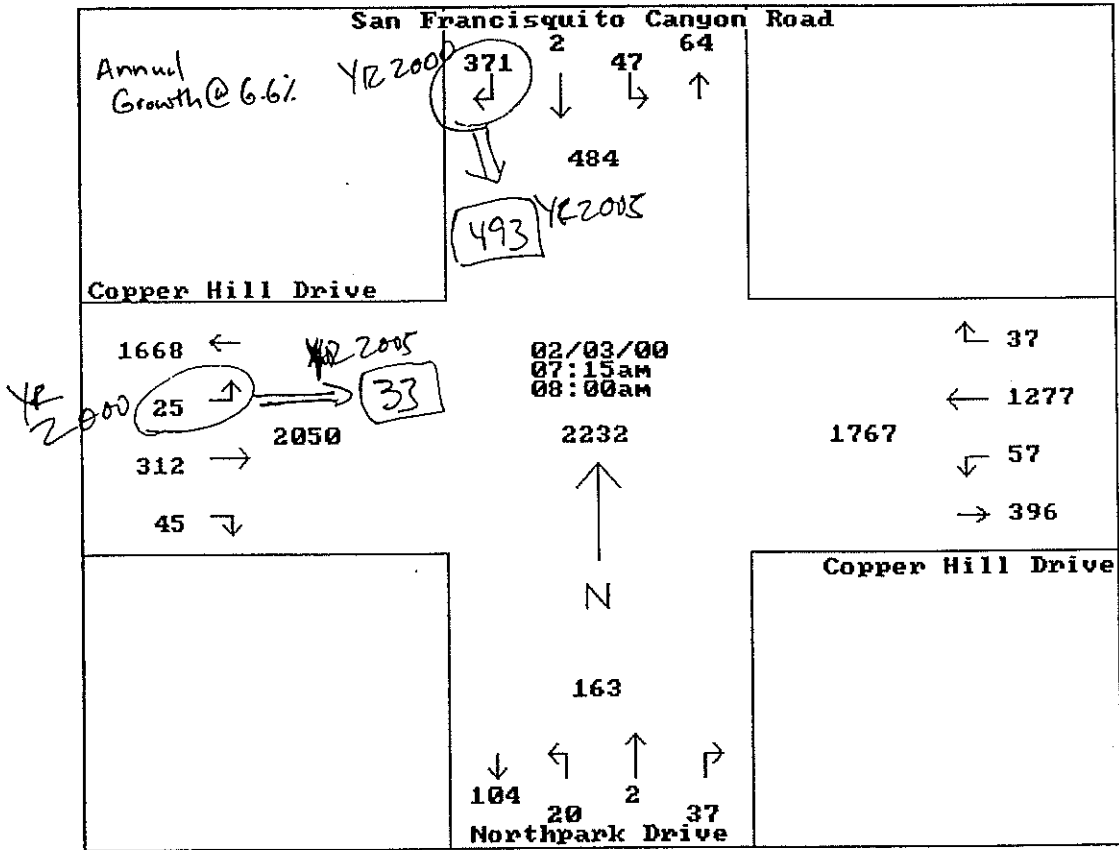 San Francisquito Canyon Road
Annual
Growth @ 6.6%
YR 2000
371
2
47
64
484
493
YR 2005
Copper Hill Drive
1668
YR 2000
25
YR 2005
33
2050
312
45
02/03/00
07:15am
08:00am
2232
N
37
1277
1767
57
396
Copper Hill Drive
163
104
20
2
37
Northpark Drive